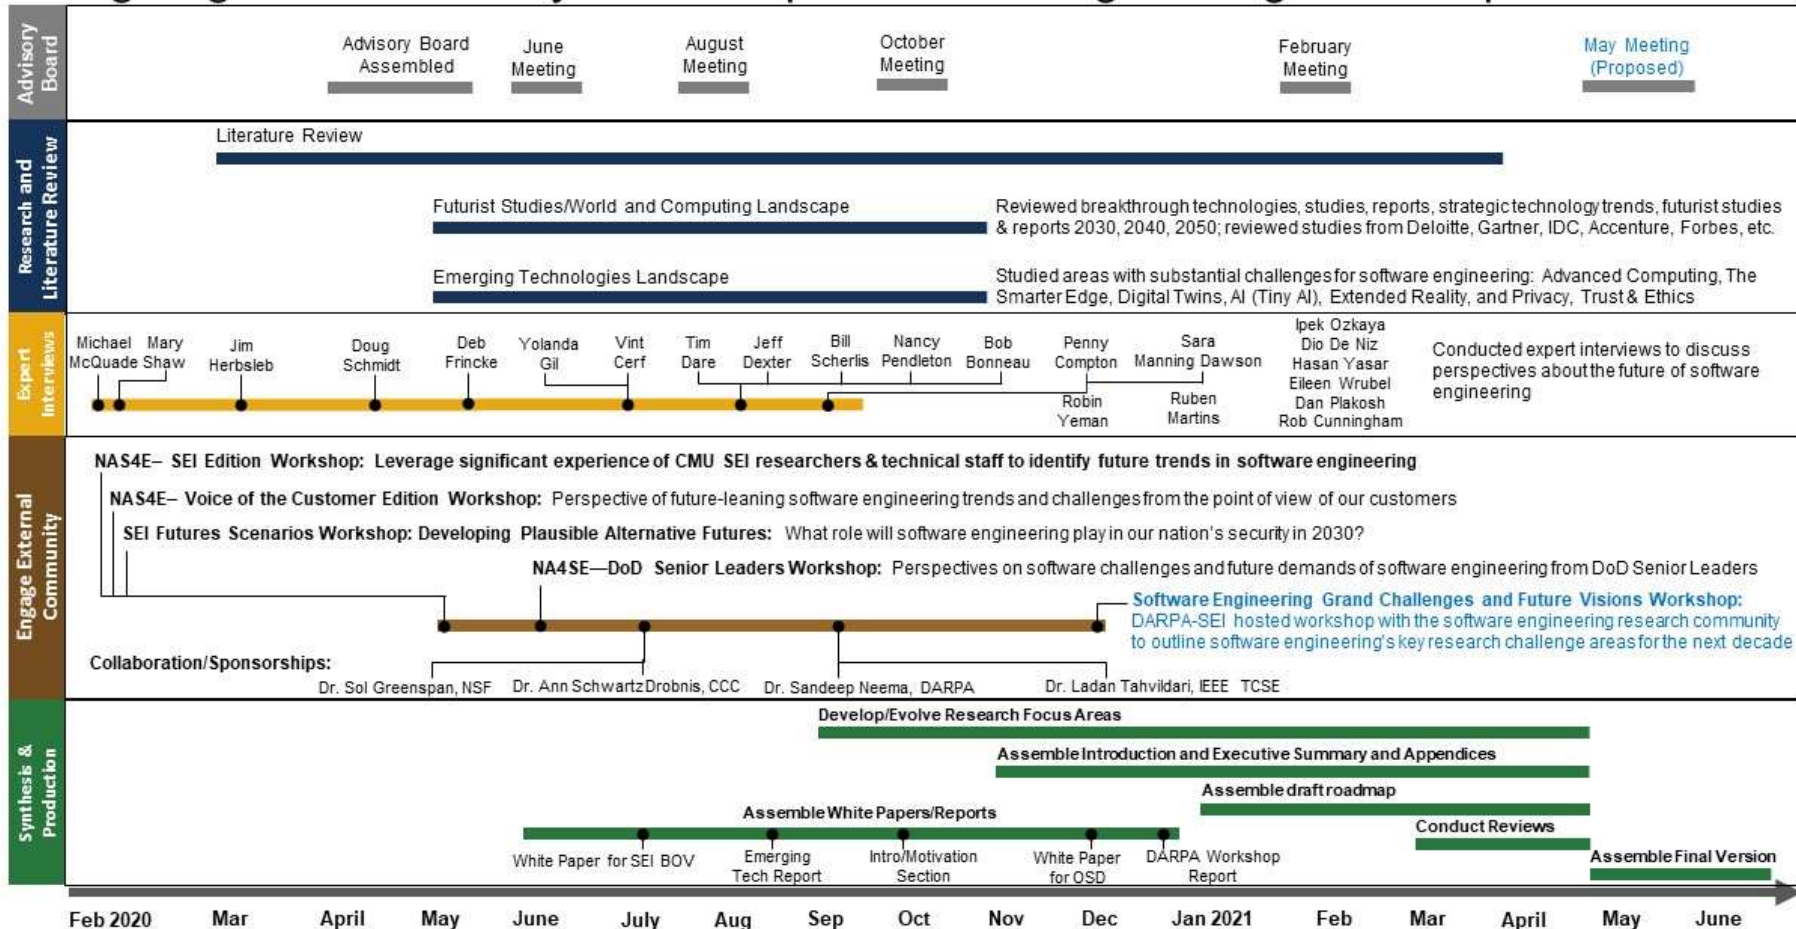 Advisory
Board
Advisory Board
Assembled
June
Meeting
August
Meeting
October
Meeting
February
Meeting
May Meeting
(Proposed)
Research and
Literature Review
Literature Review
Futurist Studies/World and Computing Landscape
Reviewed breakthrough technologies, studies, reports, strategic technology trends, futurist studies
& reports 2030, 2040, 2050; reviewed studies from Deloitte, Gartner, IDC, Accenture, Forbes, etc.
Emerging Technologies Landscape
Studied areas with substantial challenges for software engineering: Advanced Computing, The
Smarter Edge, Digital Twins, AI (Tiny AI), Extended Reality, and Privacy, Trust & Ethics
Expert
Interviews
Michael
McQuade
Mary
Shaw
Jim
Herbsleb
Doug
Schmidt
Deb
Frincke
Yolanda
Gil
Vint
Cerf
Tim
Dare
Jeff
Dexter
Bill
Scherlis
Nancy
Pendleton
Bob
Bonneau
Penny
Compton
Robin
Yeman
Sara
Manning Dawson
Ruben
Martins
Ipek Ozkaya
Dio De Niz
Hasan Yasar
Eileen Wrubel
Dan Plakosh
Rob Cunningham
Conducted expert interviews to discuss
perspectives about the future of software
engineering
Engage External
Community
NAS4E– SEI Edition Workshop: Leverage significant experience of CMU SEI researchers & technical staff to identify future trends in software engineering
NAS4E– Voice of the Customer Edition Workshop: Perspective of future-leaning software engineering trends and challenges from the point of view of our customers
SEI Futures Scenarios Workshop: Developing Plausible Alternative Futures: What role will software engineering play in our nation's security in 2030?
NA4SE—DoD Senior Leaders Workshop: Perspectives on software challenges and future demands of software engineering from DoD Senior Leaders
Software Engineering Grand Challenges and Future Visions Workshop:
DARPA-SEI hosted workshop with the software engineering research community
to outline software engineering's key research challenge areas for the next decade
Collaboration/Sponsorships:
Dr. Sol Greenspan, NSF
Dr. Ann Schwartz Drobnis, CCC
Dr. Sandeep Neema, DARPA
Dr. Ladan Tahvildari, IEEE TCSE
Synthesis &
Production
Develop/Evolve Research Focus Areas
Assemble Introduction and Executive Summary and Appendices
Assemble draft roadmap
Assemble White Papers/Reports
Conduct Reviews
White Paper for SEI BOV
Emerging
Tech Report
Intro/Motivation
Section
White Paper
for OSD
DARPA Workshop
Report
Assemble Final Version
Feb 2020 Mar April May June July Aug Sep Oct Nov Dec Jan 2021 Feb Mar April May June